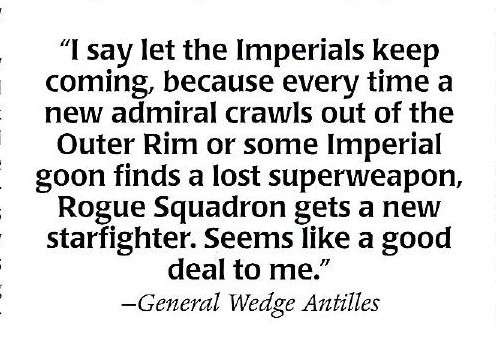 “I say let the Imperials keep
coming, because every time a
new admiral crawls out of the
Outer Rim or some Imperial
goon finds a lost superweapon,
Rogue Squadron gets a new
starfighter. Seems like a good
deal to me.”
—General Wedge Antilles